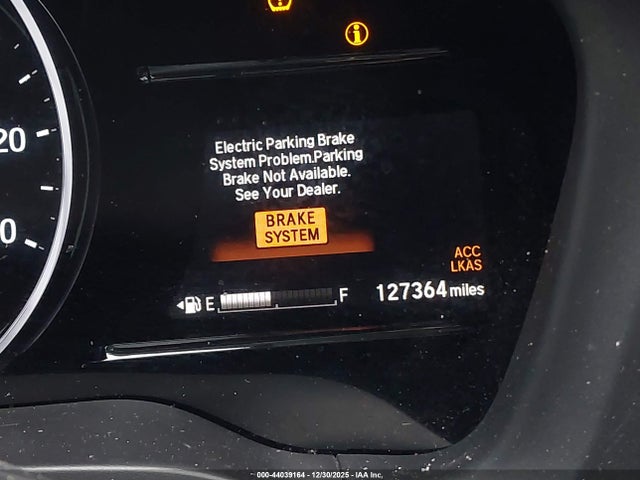 20
Electric Parking Brake
System Problem.Parking
Brake Not Available.
See Your Dealer.
BRAKE
SYSTEM
0
ACC
LKAS
E F 127364 miles
000-44039164 - 12/30/2025 - IAA Inc.